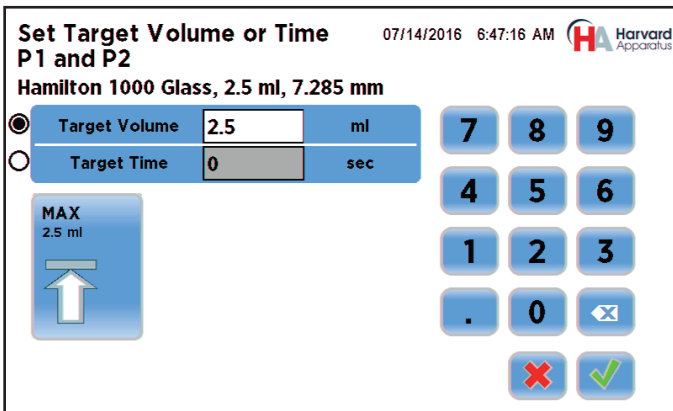 Set Target Volume or Time
P1 and P2
07/14/2016 6:47:16 AM
HA Harvard
Apparatus
Hamilton 1000 Glass, 2.5 ml, 7.285 mm
Target Volume 2.5 ml
Target Time 0 sec
MAX
2.5 ml
7 8 9
4 5 6
1 2 3
. 0